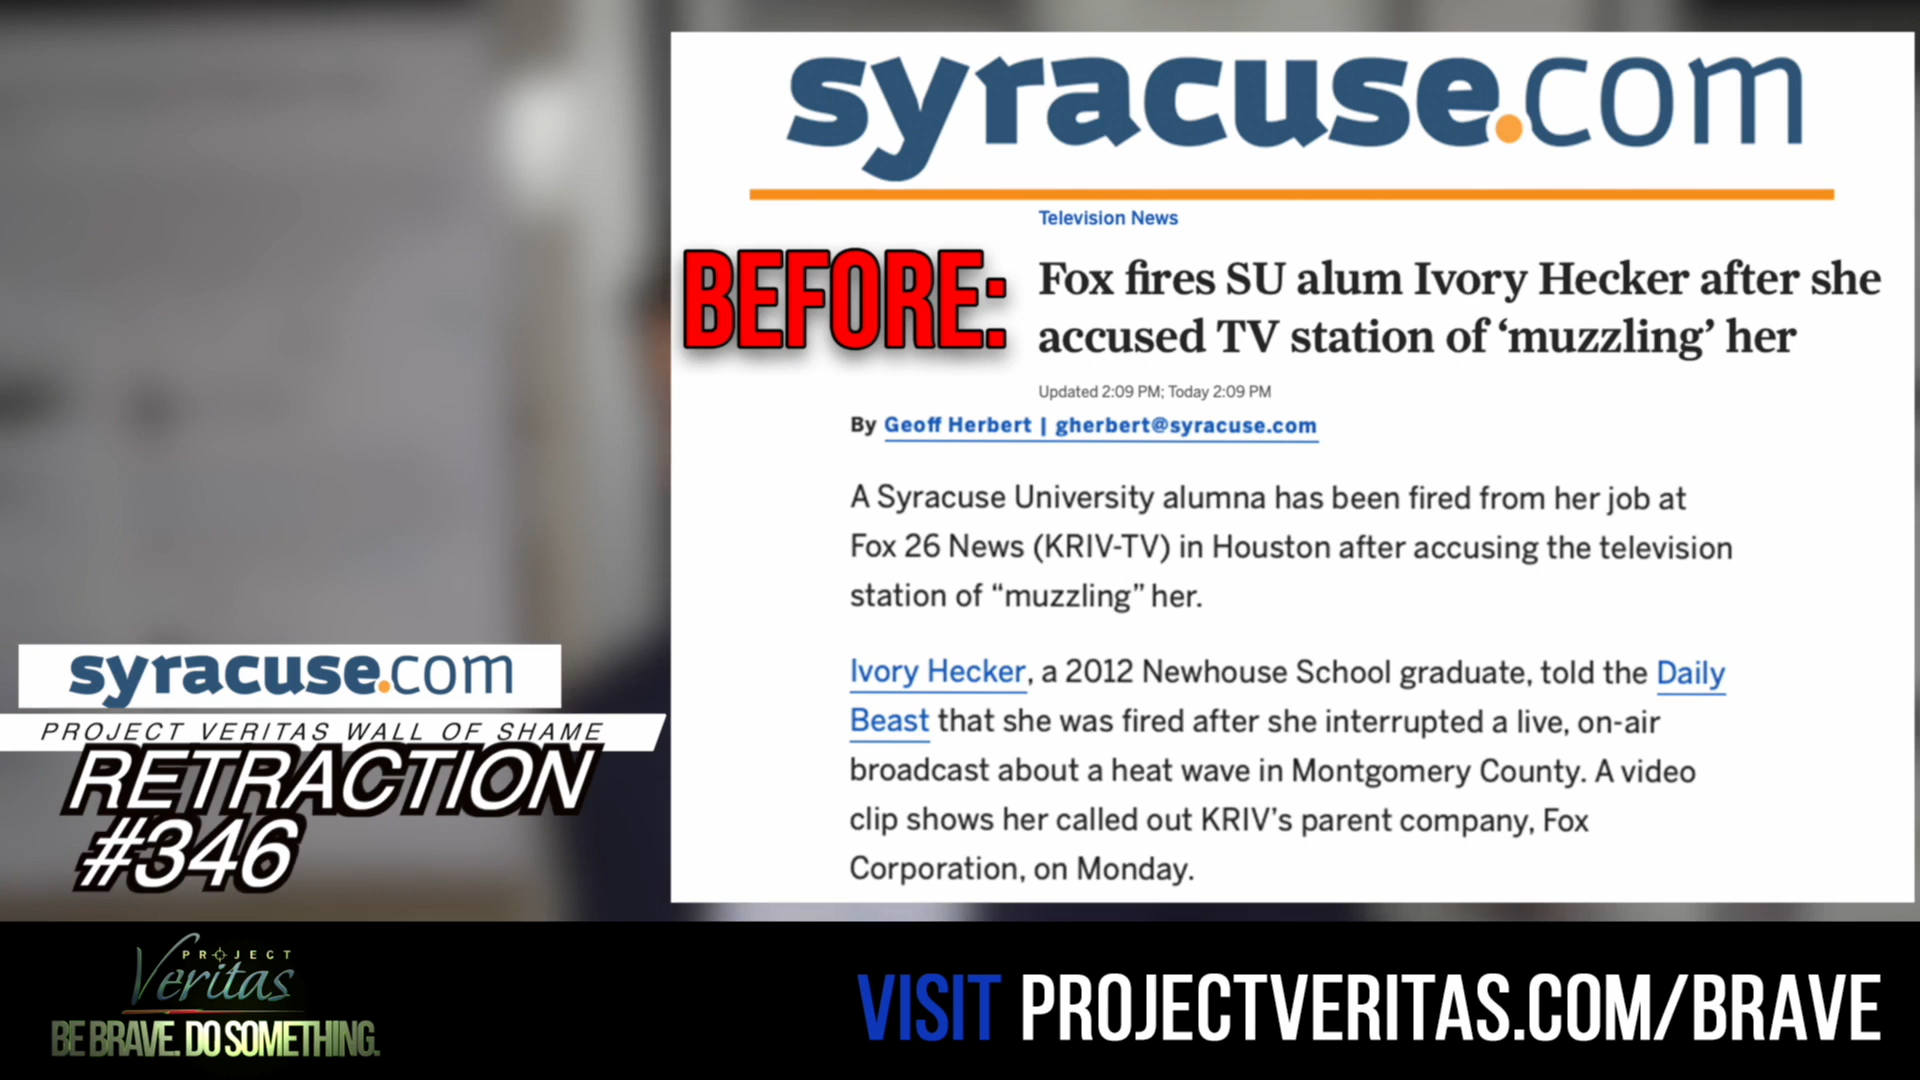 syracuse.com
Television News
BEFORE:
Fox fires SU alum Ivory Hecker after she
accused TV station of ‘muzzling’ her
Updated 2:09 PM; Today 2:09 PM
By Geoff Herbert | gherbert@syracuse.com
A Syracuse University alumna has been fired from her job at
Fox 26 News (KRIV-TV) in Houston after accusing the television
station of “muzzling” her.
Ivory Hecker, a 2012 Newhouse School graduate, told the Daily
Beast that she was fired after she interrupted a live, on-air
broadcast about a heat wave in Montgomery County. A video
clip shows her called out KRIV’s parent company, Fox
Corporation, on Monday.
syracuse.com
PROJECT VERITAS WALL OF SHAME
RETRACTION
#346
PROJECT
Veritas
BE BRAVE. DO SOMETHING.
VISIT PROJECTVERITAS.COM/BRAVE